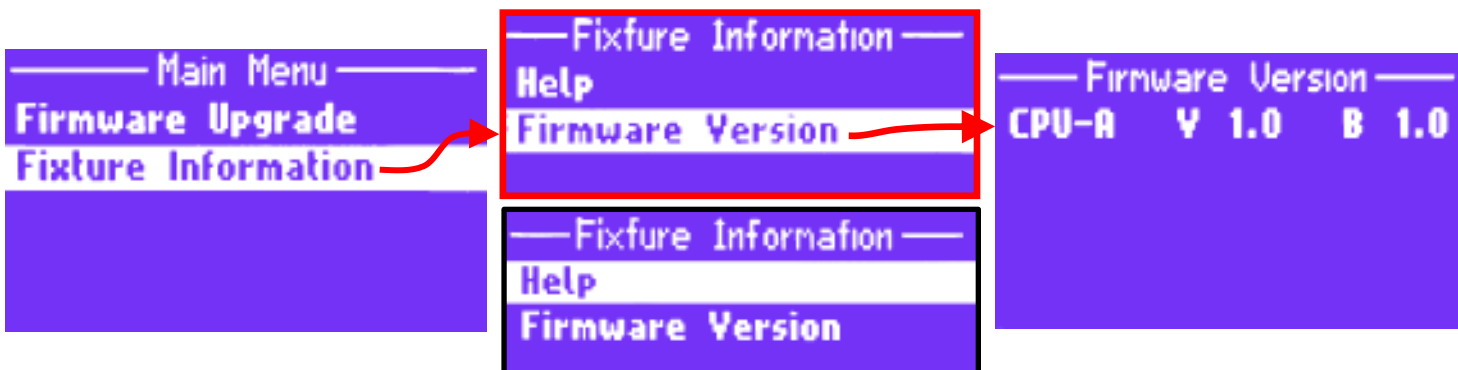 Main Menu
Firmware Upgrade
Fixture Information
Fixfure Information
Help
Firmware Version
Fixfure Informafion
Help
Firmware Version
Firmware Version
CPU-A V 1.0 B 1.0